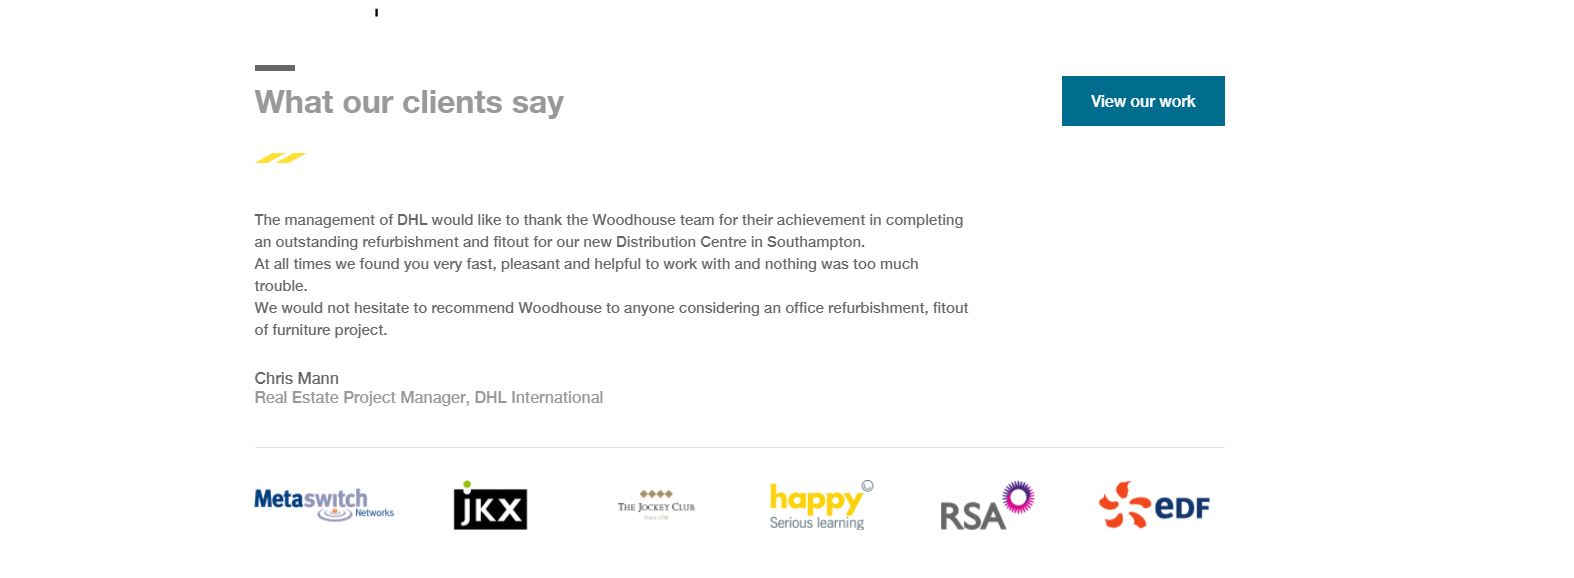 What our clients say
View our work
The management of DHL would like to thank the Woodhouse team for their achievement in completing
an outstanding refurbishment and fitout for our new Distribution Centre in Southampton.
At all times we found you very fast, pleasant and helpful to work with and nothing was too much
trouble.
We would not hesitate to recommend Woodhouse to anyone considering an office refurbishment, fitout
of furniture project.
Chris Mann
Real Estate Project Manager, DHL International
Metaswitch
Networks
jkx
THE JOCKEY CLUB
happy
Serious learning
RSA
eDF